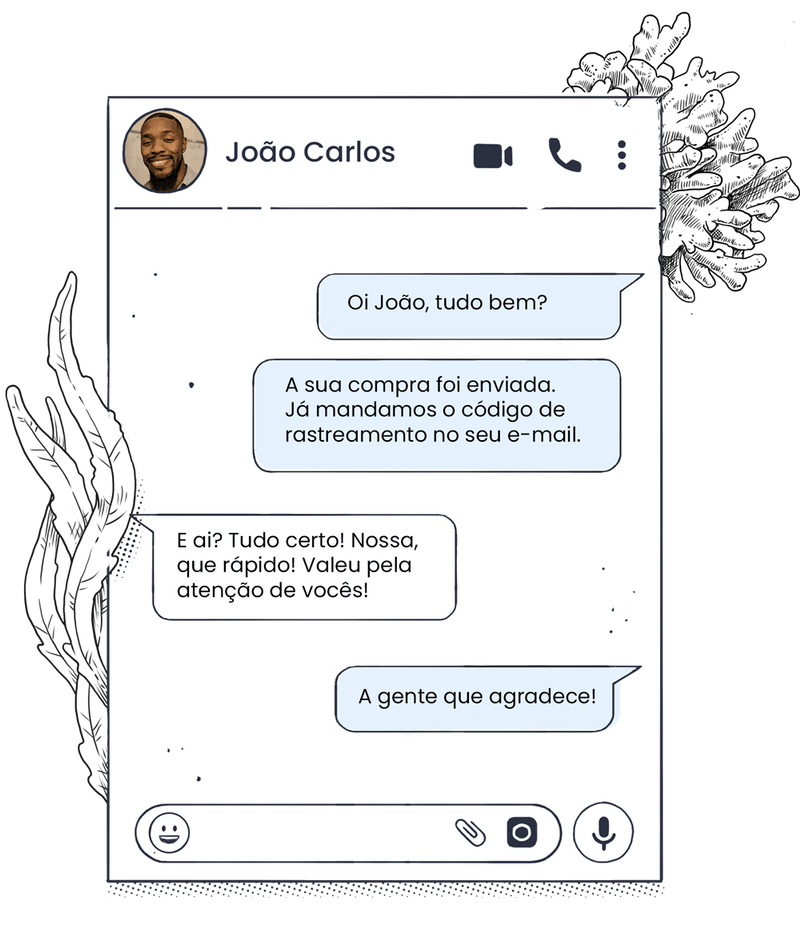 João Carlos
Oi João, tudo bem?
A sua compra foi enviada.
Já mandamos o código de
rastreamento no seu e-mail.
E ai? Tudo certo! Nossa,
que rápido! Valeu pela
atenção de vocês!
A gente que agradece!